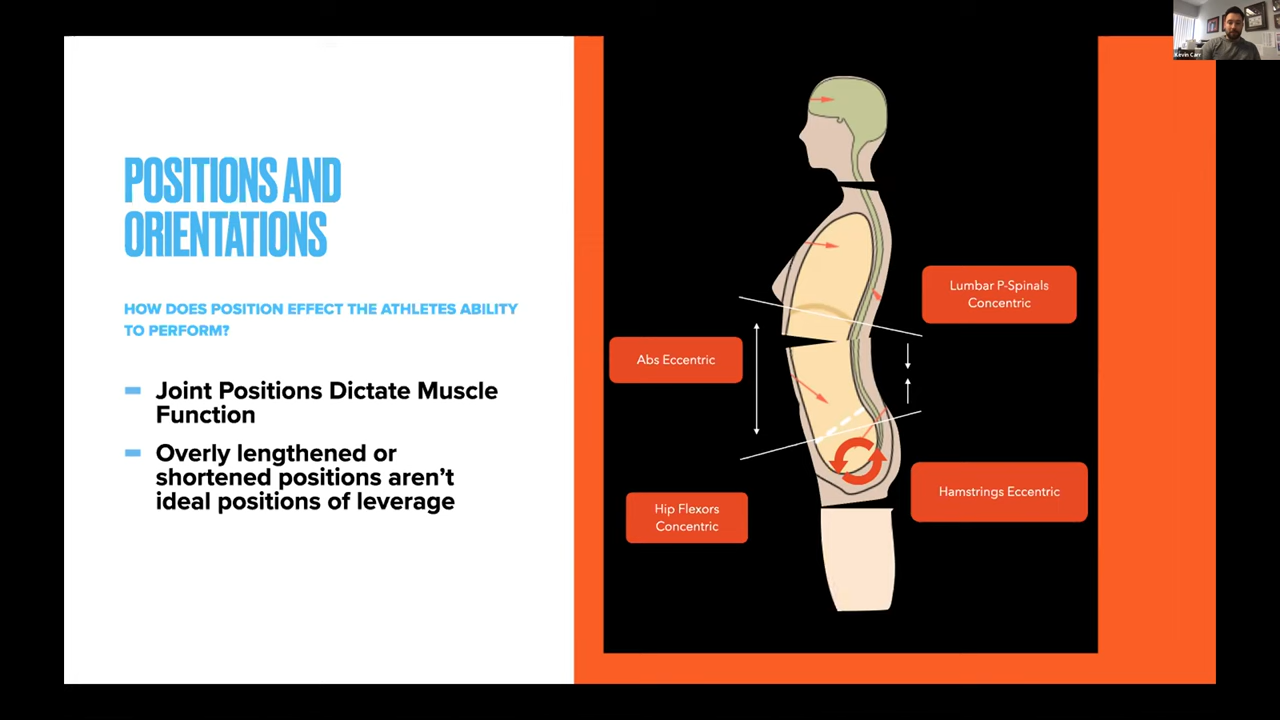 POSITIONS AND
ORIENTATIONS
HOW DOES POSITION EFFECT THE ATHLETES ABILITY
TO PERFORM?
Joint Positions Dictate Muscle
Function
Overly lengthened or
shortened positions aren't
ideal positions of leverage
Lumbar P-Spinals
Concentric
Abs Eccentric
Hamstrings Eccentric
Hip Flexors
Concentric
Kevin Carr